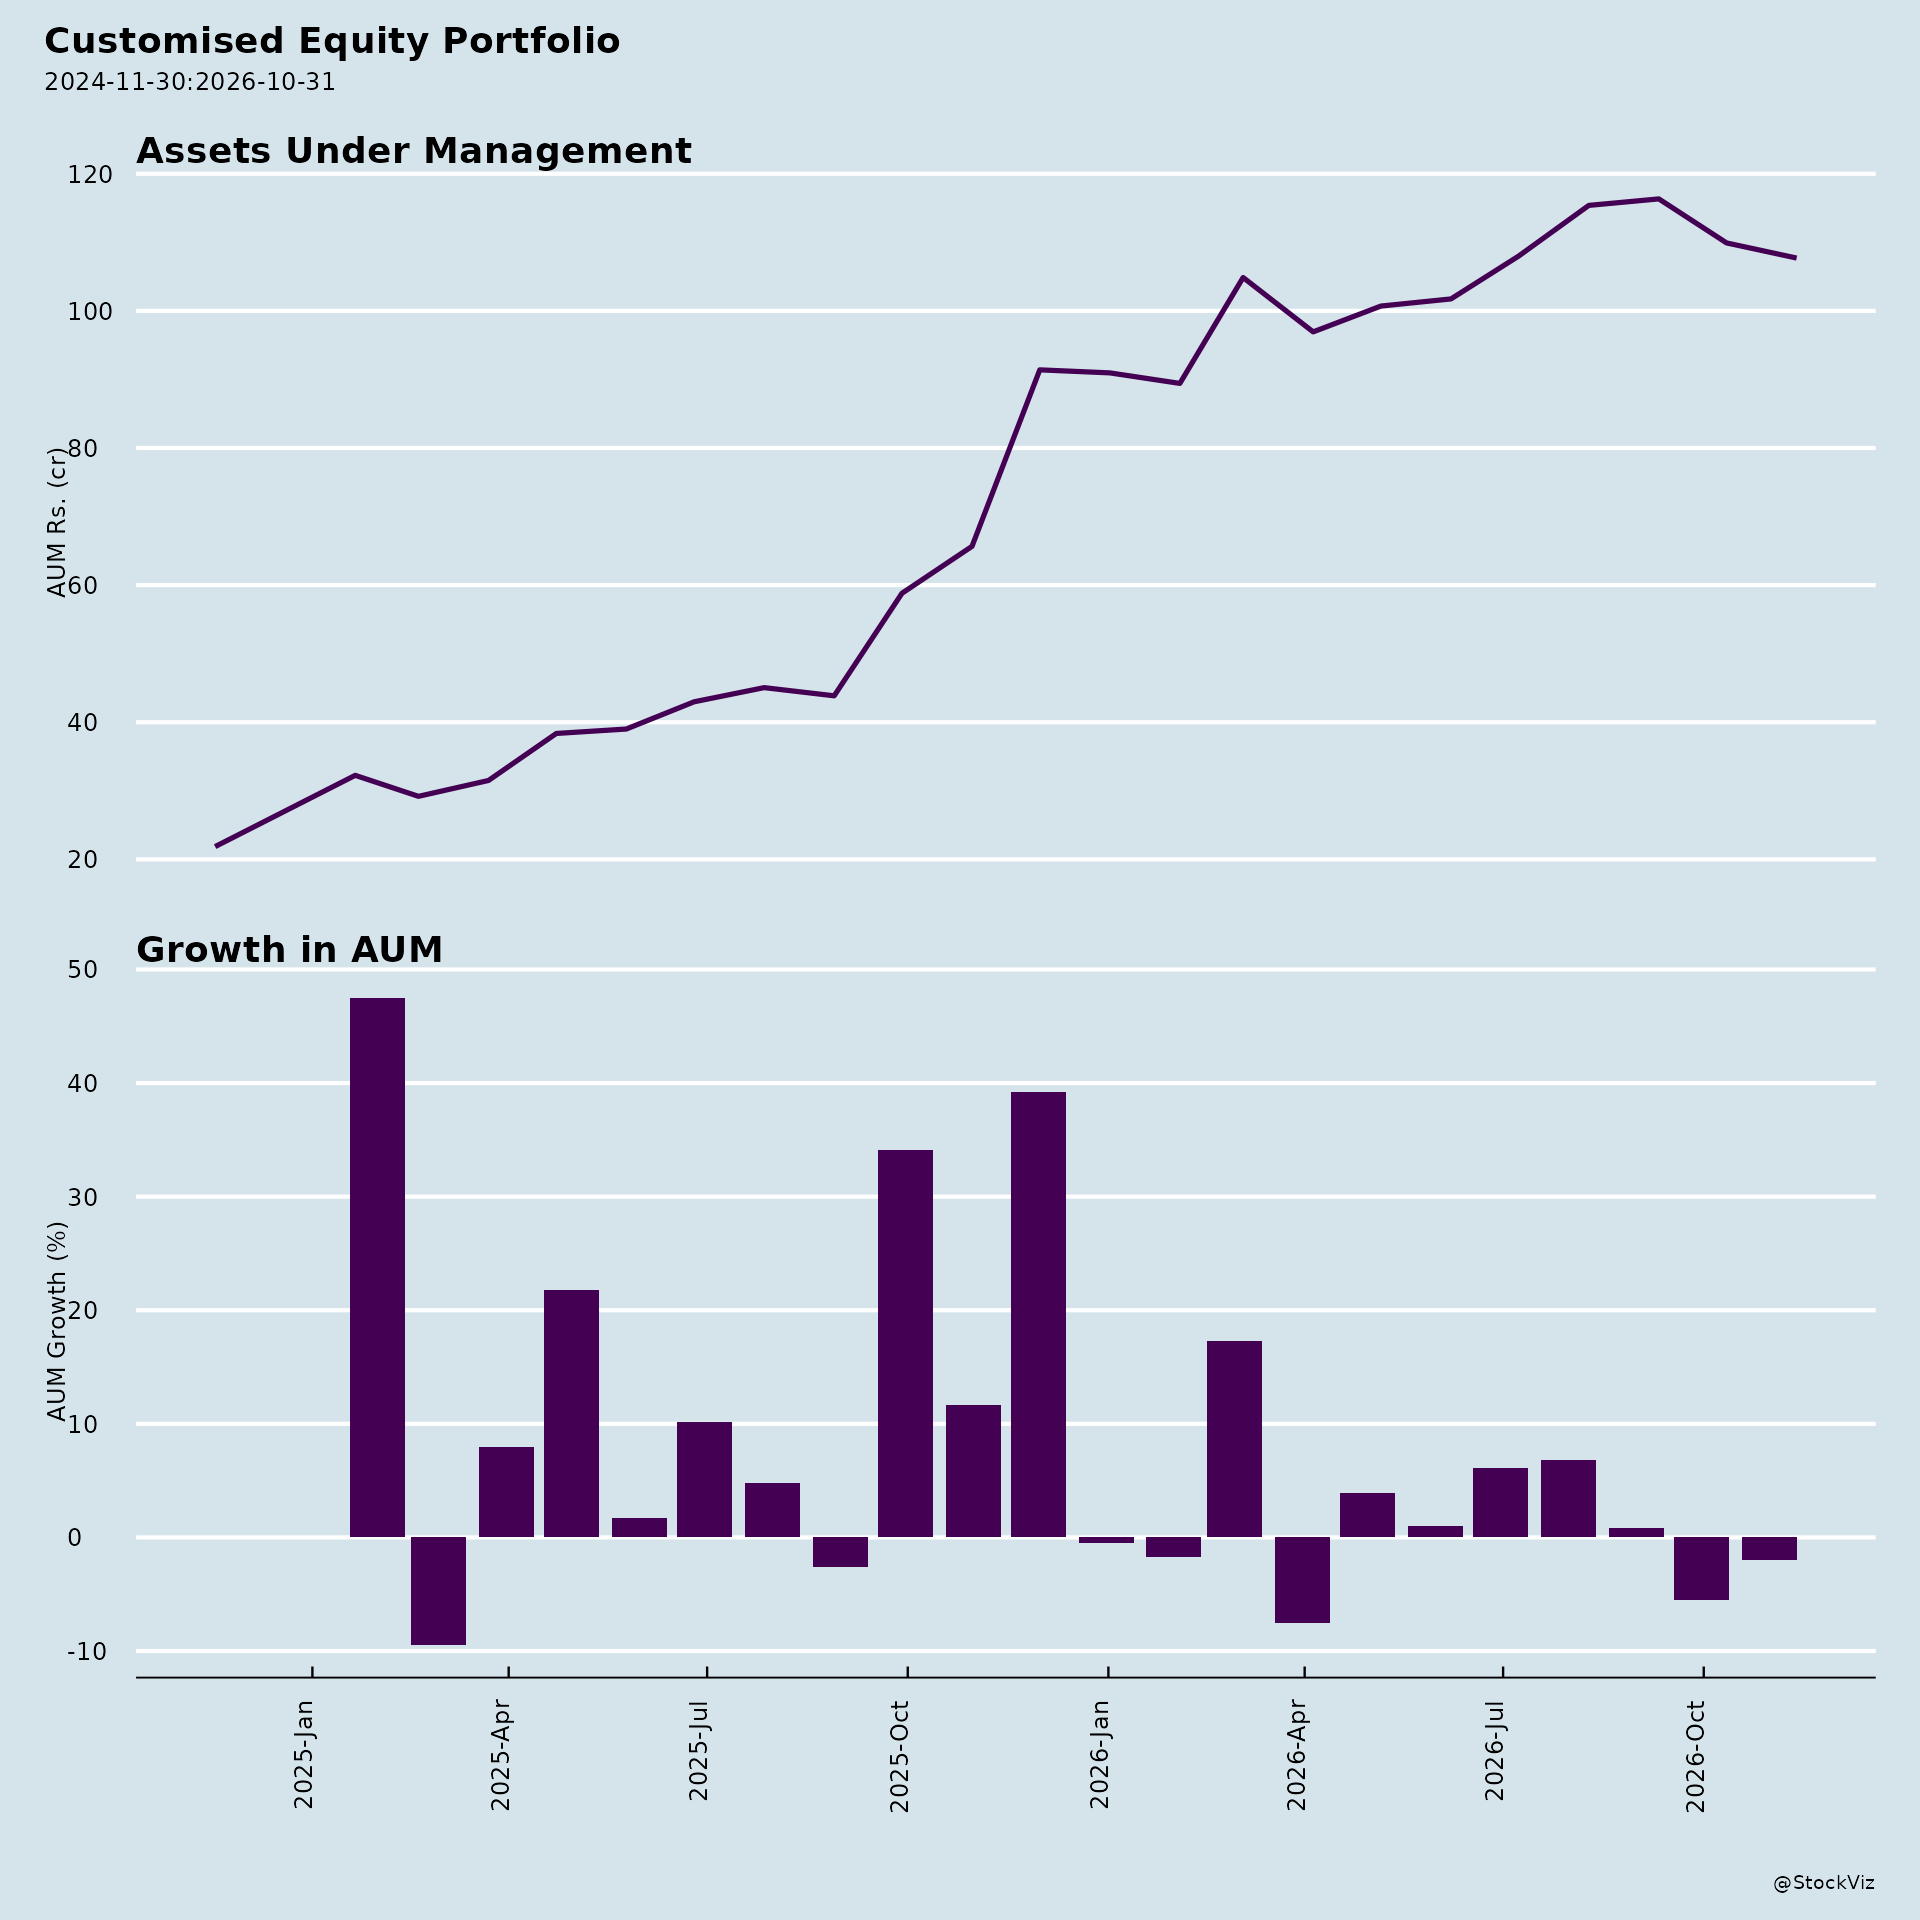 Customised Equity Portfolio
2024-11-30:2026-10-31
Assets Under Management
120
100
80
60
40
20
AUM Rs. (cr)
Growth in AUM
50
40
30
20
10
0
-10
AUM Growth (%)
2025-Jan
2025-Apr
2025-Jul
2025-Oct
2026-Jan
2026-Apr
2026-Jul
2026-Oct
@StockViz